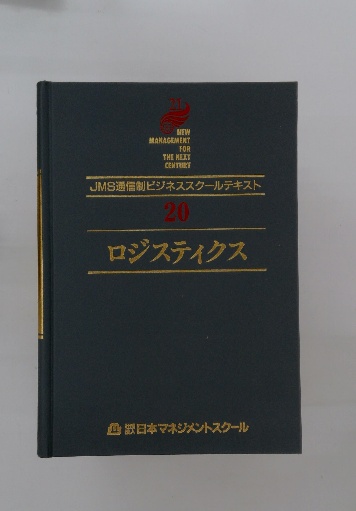 21
NEW
MANAGEMENT
FOR
THE NEXT
CENTURY
JMS通信制ビジネススクールテキスト
20
ロジスティクス
日本マネジメントスクール